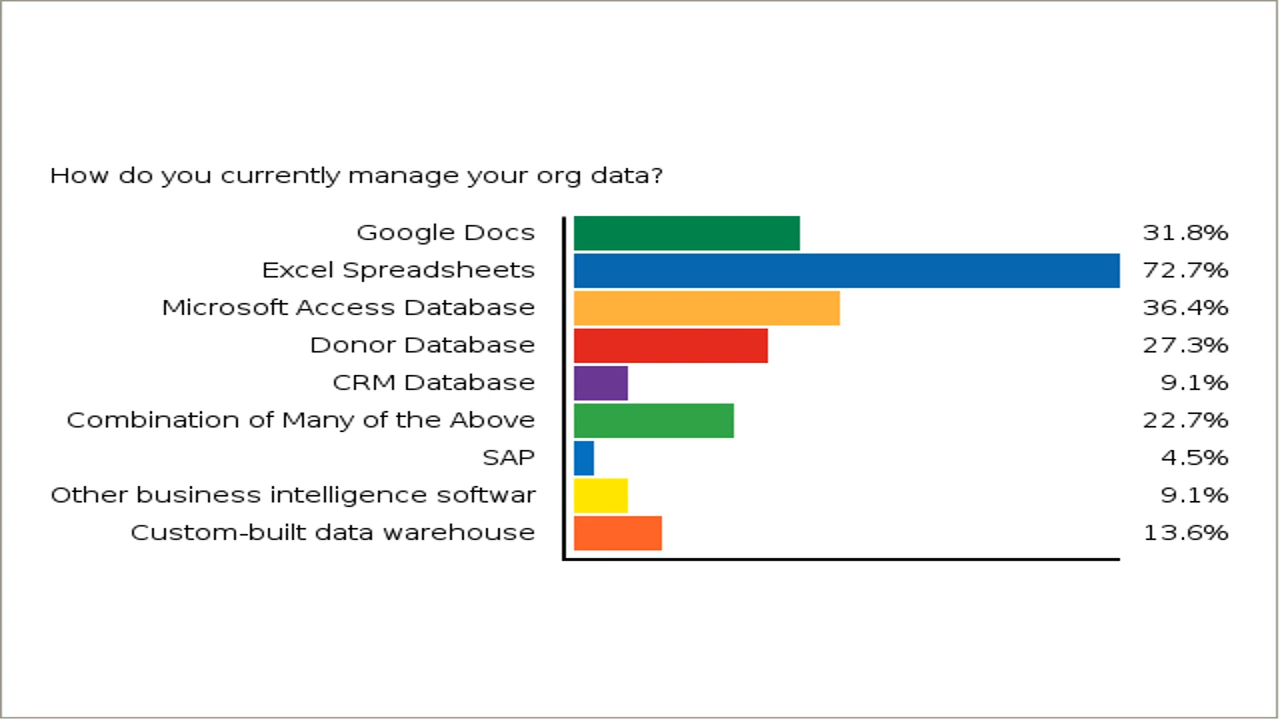 How do you currently manage your org data?
Google Docs 31.8%
Excel Spreadsheets 72.7%
Microsoft Access Database 36.4%
Donor Database 27.3%
CRM Database 9.1%
Combination of Many of the Above 22.7%
SAP 4.5%
Other business intelligence softwar 9.1%
Custom-built data warehouse 13.6%